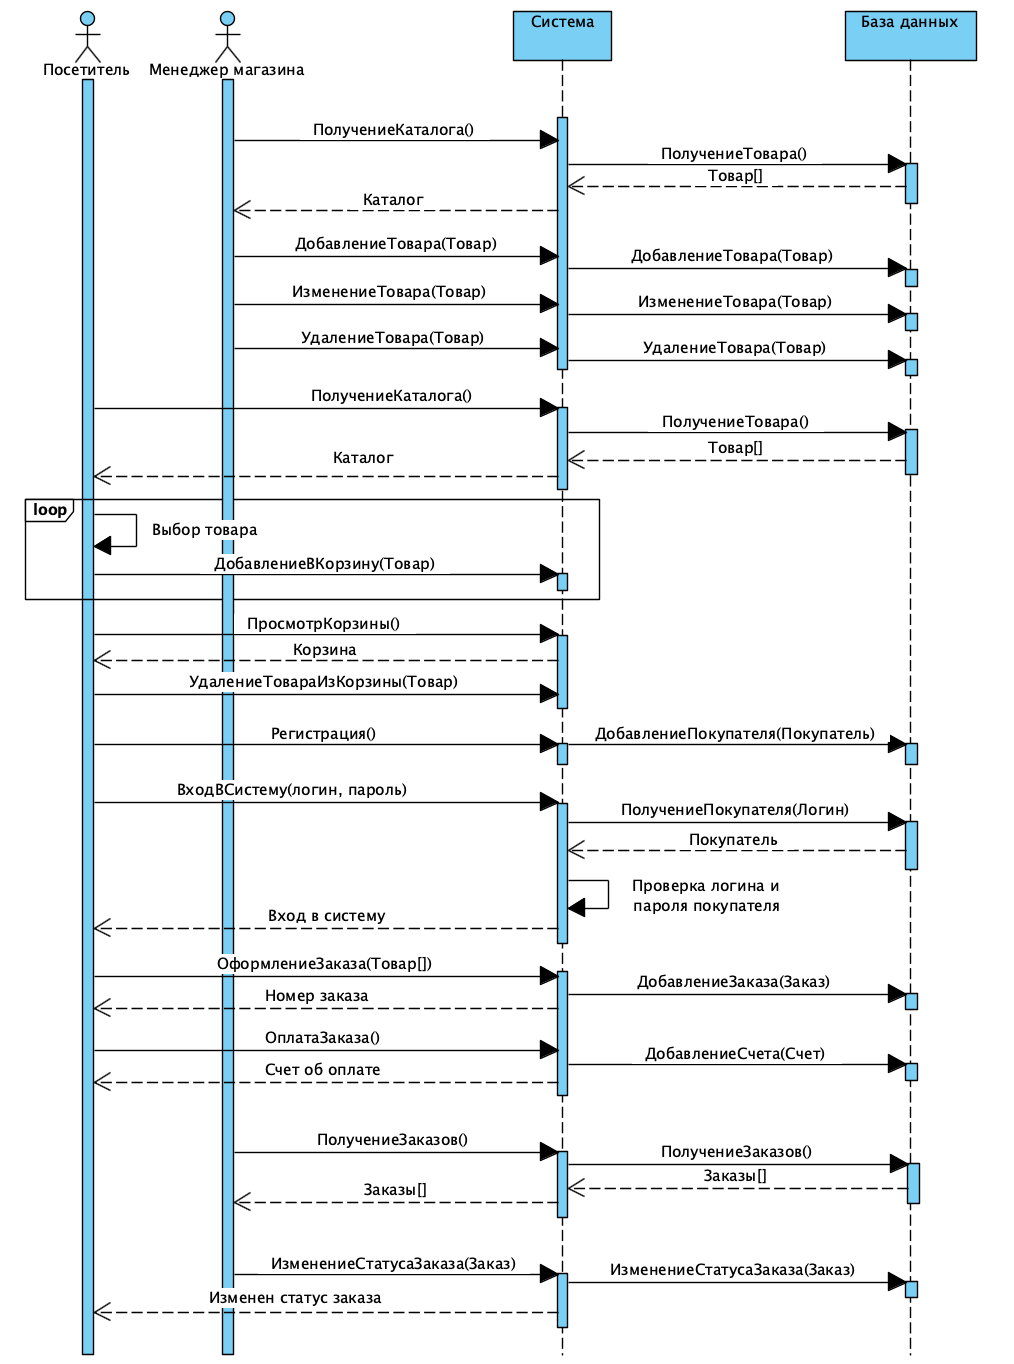 Посетитель
Менеджер магазина
Система
База данных
ПолучениеКаталога()
ПолучениеТовара()
Товар[]
Каталог
ДобавлениеТовара(Товар)
ДобавлениеТовара(Товар)
ИзменениеТовара(Товар)
ИзменениеТовара(Товар)
УдалениеТовара(Товар)
УдалениеТовара(Товар)
ПолучениеКаталога()
ПолучениеТовара()
Товар[]
Каталог
loop
Выбор товара
ДобавлениеВКорзину(Товар)
ПросмотрКорзины()
Корзина
УдалениеТовараИзКорзины(Товар)
Регистрация()
ДобавлениеПокупателя(Покупатель)
ВходВСистему(логин, пароль)
ПолучениеПокупателя(Логин)
Покупатель
Проверка логина и
пароля покупателя
Вход в систему
ОформлениеЗаказа(Товар[])
ДобавлениеЗаказа(Заказ)
Номер заказа
ОплатаЗаказа()
ДобавлениеСчета(Счет)
Счет об оплате
ПолучениеЗаказов()
ПолучениеЗаказов()
Заказы[]
Заказы[]
ИзменениеСтатусаЗаказа(Заказ)
ИзменениеСтатусаЗаказа(Заказ)
Изменен статус заказа